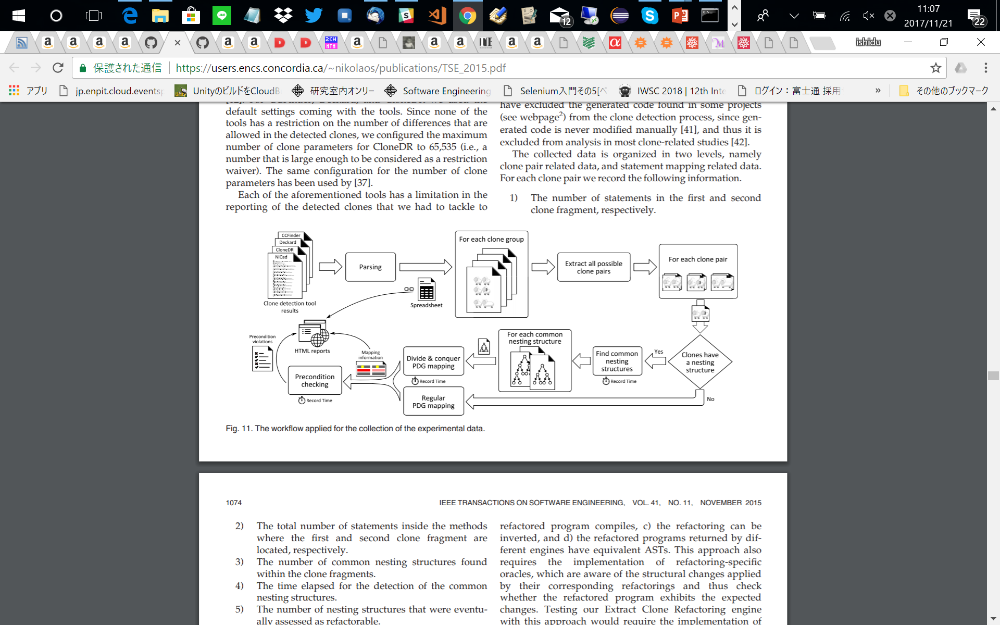 12
11:07
2017/11/21
22
ishidu
保護された通信
https://users.encs.concordia.ca/~nikolaos/publications/TSE_2015.pdf
アプリ
jp.enpit.cloud.eventsp
UnityのビルドをCloudB
研究室内オンリー
Software Engineering
Selenium入門その5[ペ
IWSC 2018 | 12th Inte
ログイン：富士通 採用
»
その他のブックマーク
default settings coming with the tools. Since none of the
tools has a restriction on the number of differences that are
allowed in the detected clones, we configured the maximum
number of clone parameters for CloneDR to 65,535 (i.e., a
number that is large enough to be considered as a restriction
waiver). The same configuration for the number of clone
parameters has been used by [37].
Each of the aforementioned tools has a limitation in the
reporting of the detected clones that we had to tackle to
have excluded the generated code found in some projects
(see webpage²) from the clone detection process, since gen-
erated code is never modified manually [41], and thus it is
excluded from analysis in most clone-related studies [42].
The collected data is organized in two levels, namely
clone pair related data, and statement mapping related data.
For each clone pair we record the following information.
1) The number of statements in the first and second
clone fragment, respectively.
CCFinder
Deckard
CloneDR
NiCad
Clone detection tool
results
Parsing
Spreadsheet
For each clone group
Extract all possible
clone pairs
For each clone pair
Clones have
a nesting
structure
Yes
No
Find common
nesting
structures
Record Time
For each common
nesting structure
Divide & conquer
PDG mapping
Record Time
Regular
PDG mapping
Mapping
information
Precondition
checking
Record Time
HTML reports
Precondition
violations
Fig. 11. The workflow applied for the collection of the experimental data.
1074
IEEE TRANSACTIONS ON SOFTWARE ENGINEERING, VOL. 41, NO. 11, NOVEMBER 2015
2) The total number of statements inside the methods
where the first and second clone fragment are
located, respectively.
3) The number of common nesting structures found
within the clone fragments.
4) The time elapsed for the detection of the common
nesting structures.
5) The number of nesting structures that were eventu-
ally assessed as refactorable.
refactored program compiles, c) the refactoring can be
inverted, and d) the refactored programs returned by dif-
ferent engines have equivalent ASTs. This approach also
requires the implementation of refactoring-specific
oracles, which are aware of the structural changes applied
by their corresponding refactorings and thus check
whether the refactored program exhibits the expected
changes. Testing our Extract Clone Refactoring engine
with this approach would require the implementation of